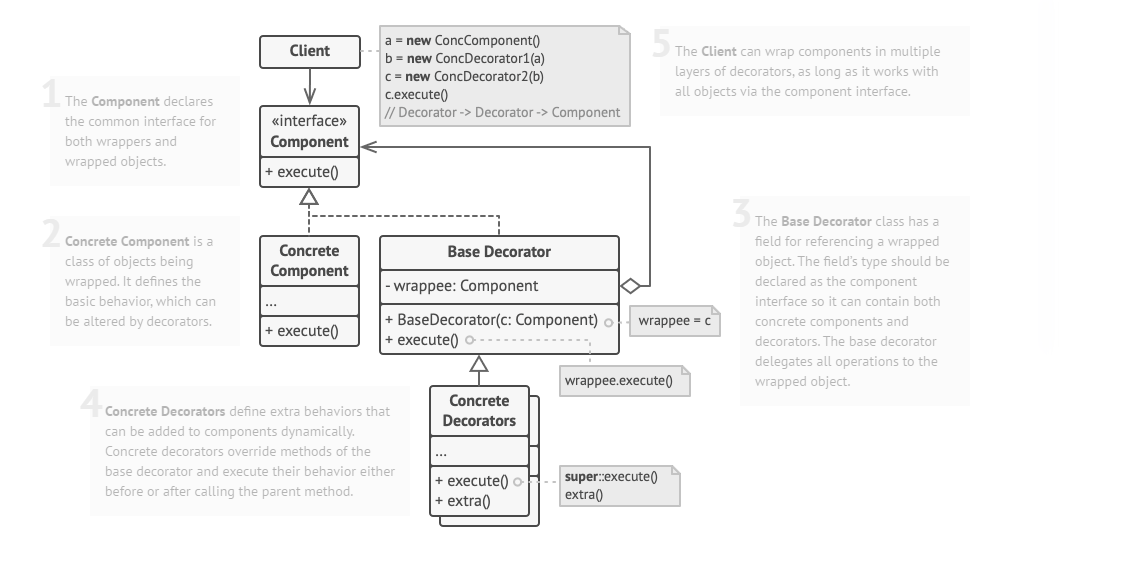 Client
a = new ConcComponent()
b = new ConcDecorator1(a)
c = new ConcDecorator2(b)
c.execute()
// Decorator -> Decorator -> Component
5
The Client can wrap components in multiple
layers of decorators, as long as it works with
all objects via the component interface.
1
The Component declares
the common interface for
both wrappers and
wrapped objects.
«interface»
Component
+ execute()
2
Concrete Component is a
class of objects being
wrapped. It defines the
basic behavior, which can
be altered by decorators.
Concrete
Component
...
+ execute()
Base Decorator
- wrappee: Component
+ BaseDecorator(c: Component)
+ execute()
wrappee = c
wrappee.execute()
3
The Base Decorator class has a
field for referencing a wrapped
object. The field's type should be
declared as the component
interface so it can contain both
concrete components and
decorators. The base decorator
delegates all operations to the
wrapped object.
4
Concrete Decorators define extra behaviors that
can be added to components dynamically.
Concrete decorators override methods of the
base decorator and execute their behavior either
before or after calling the parent method.
Concrete
Decorators
...
+ execute()
+ extra()
super::execute()
extra()